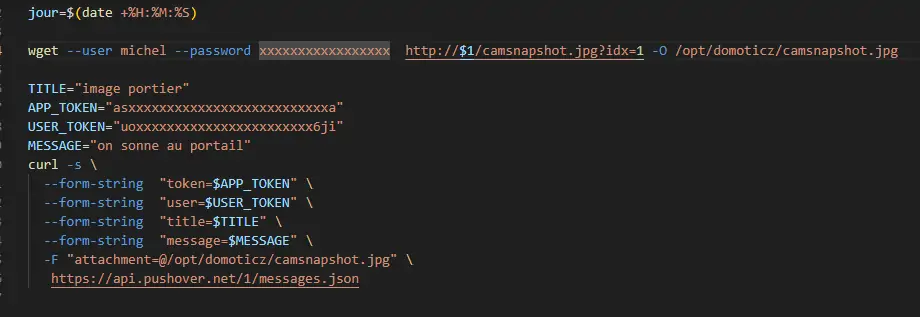 jour=$(date +%H:%M:%S)
wget --user michel --password xxxxxxxxxxxxxxxxx  http://$1/camsnapshot.jpg?idx=1 -O /opt/domoticz/camsnapshot.jpg
TITLE="image portier"
APP_TOKEN="asxxxxxxxxxxxxxxxxxxxxxxxxxxxa"
USER_TOKEN="uoxxxxxxxxxxxxxxxxxxxxxxx6ji"
MESSAGE="on sonne au portail"
curl -s \
  --form-string  "token=$APP_TOKEN" \
  --form-string  "user=$USER_TOKEN" \
  --form-string  "title=$TITLE" \
  --form-string  "message=$MESSAGE" \
  -F "attachment=@/opt/domoticz/camsnapshot.jpg" \
   https://api.pushover.net/1/messages.json